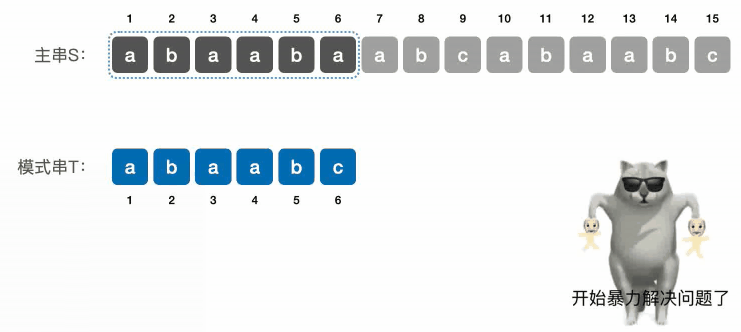 1 2 3 4 5 6 7 8 9 10 11 12 13 14 15
主串S： a b a a b a a b c a b a a b c
模式串T： a b a a b c
1 2 3 4 5 6
开始暴力解决问题了